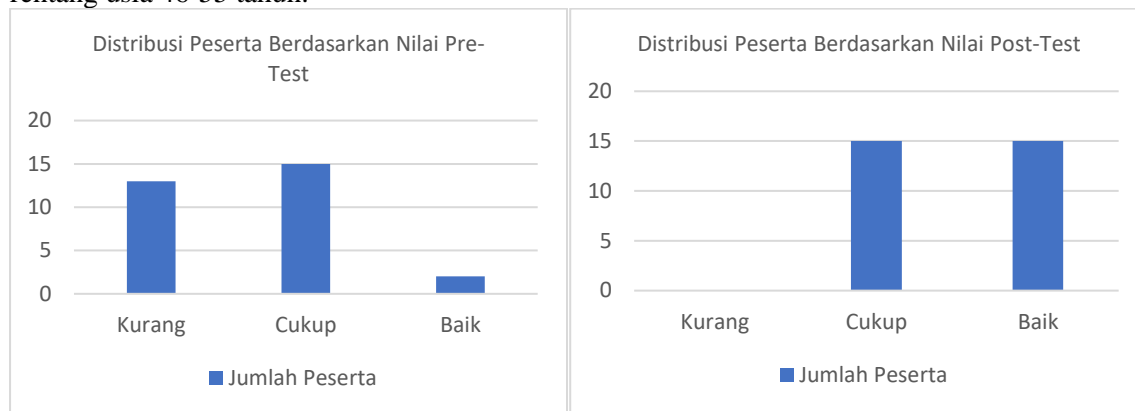 rentang usia 46-55 tahun.
Distribusi Peserta Berdasarkan Nilai Pre-
Test
20
15
10
5
0
Kurang Cukup Baik
Jumlah Peserta
Distribusi Peserta Berdasarkan Nilai Post-Test
20
15
10
5
0
Kurang Cukup Baik
Jumlah Peserta